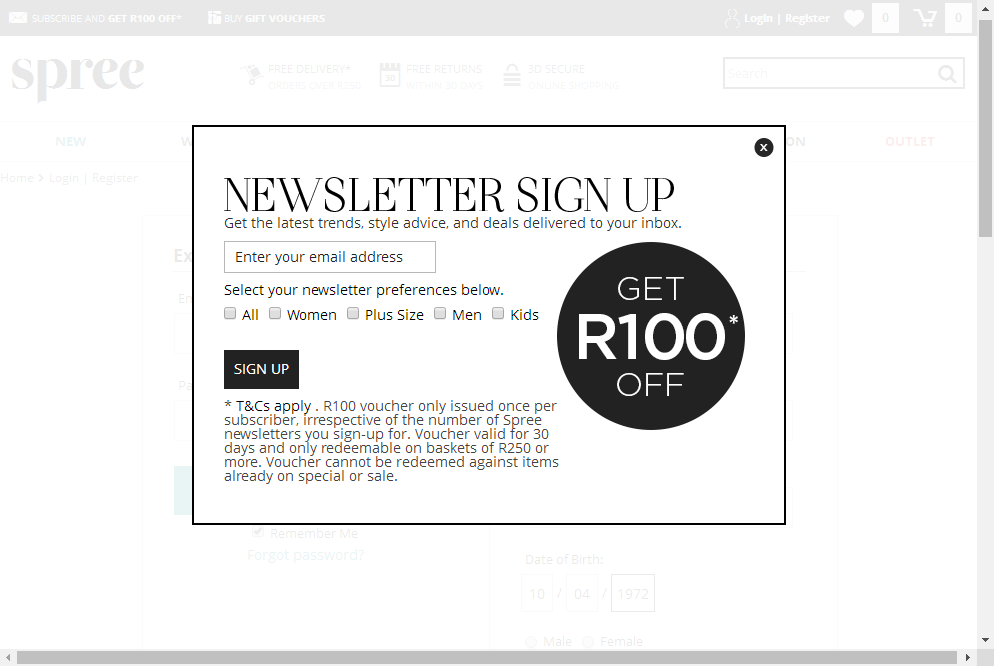 SUBSCRIBE AND GET R100 OFF*
BUY GIFT VOUCHERS
Login | Register
0
0
spree
FREE DELIVERY*
ORDERS OVER R250
30
FREE RETURNS
WITHIN 30 DAYS
3D SECURE
ONLINE SHOPPING
Search
NEW
W
ON
OUTLET
Home > Login | Register
X
NEWSLETTER SIGN UP
Get the latest trends, style advice, and deals delivered to your inbox.
Enter your email address
Select your newsletter preferences below.
All Women Plus Size Men Kids
GET
R100*
OFF
SIGN UP
* T&Cs apply . R100 voucher only issued once per
subscriber, irrespective of the number of Spree
newsletters you sign-up for. Voucher valid for 30
days and only redeemable on baskets of R250 or
more. Voucher cannot be redeemed against items
already on special or sale.
Ex
En
Pa
Remember Me
Forgot password?
Date of Birth:
10 / 04 / 1972
Male Female